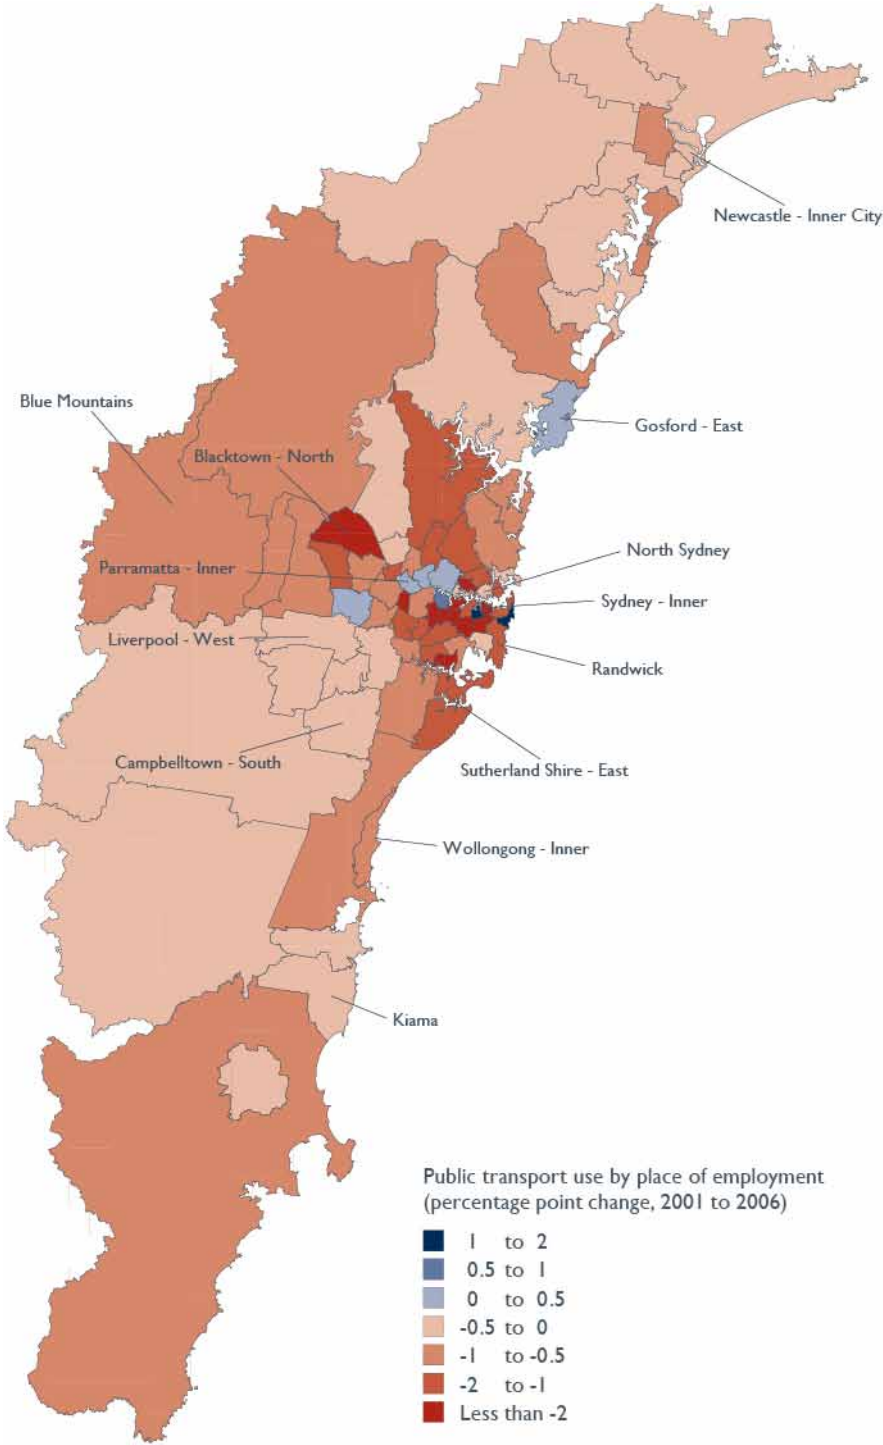 Newcastle - Inner City
Blue Mountains
Gosford - East
Blacktown - North
North Sydney
Parramatta - Inner
Sydney - Inner
Liverpool - West
Randwick
Campbelltown - South
Sutherland Shire - East
Wollongong - Inner
Kiama
Public transport use by place of employment
(percentage point change, 2001 to 2006)
1 to 2
0.5 to 1
0 to 0.5
-0.5 to 0
-1 to -0.5
-2 to -1
Less than -2